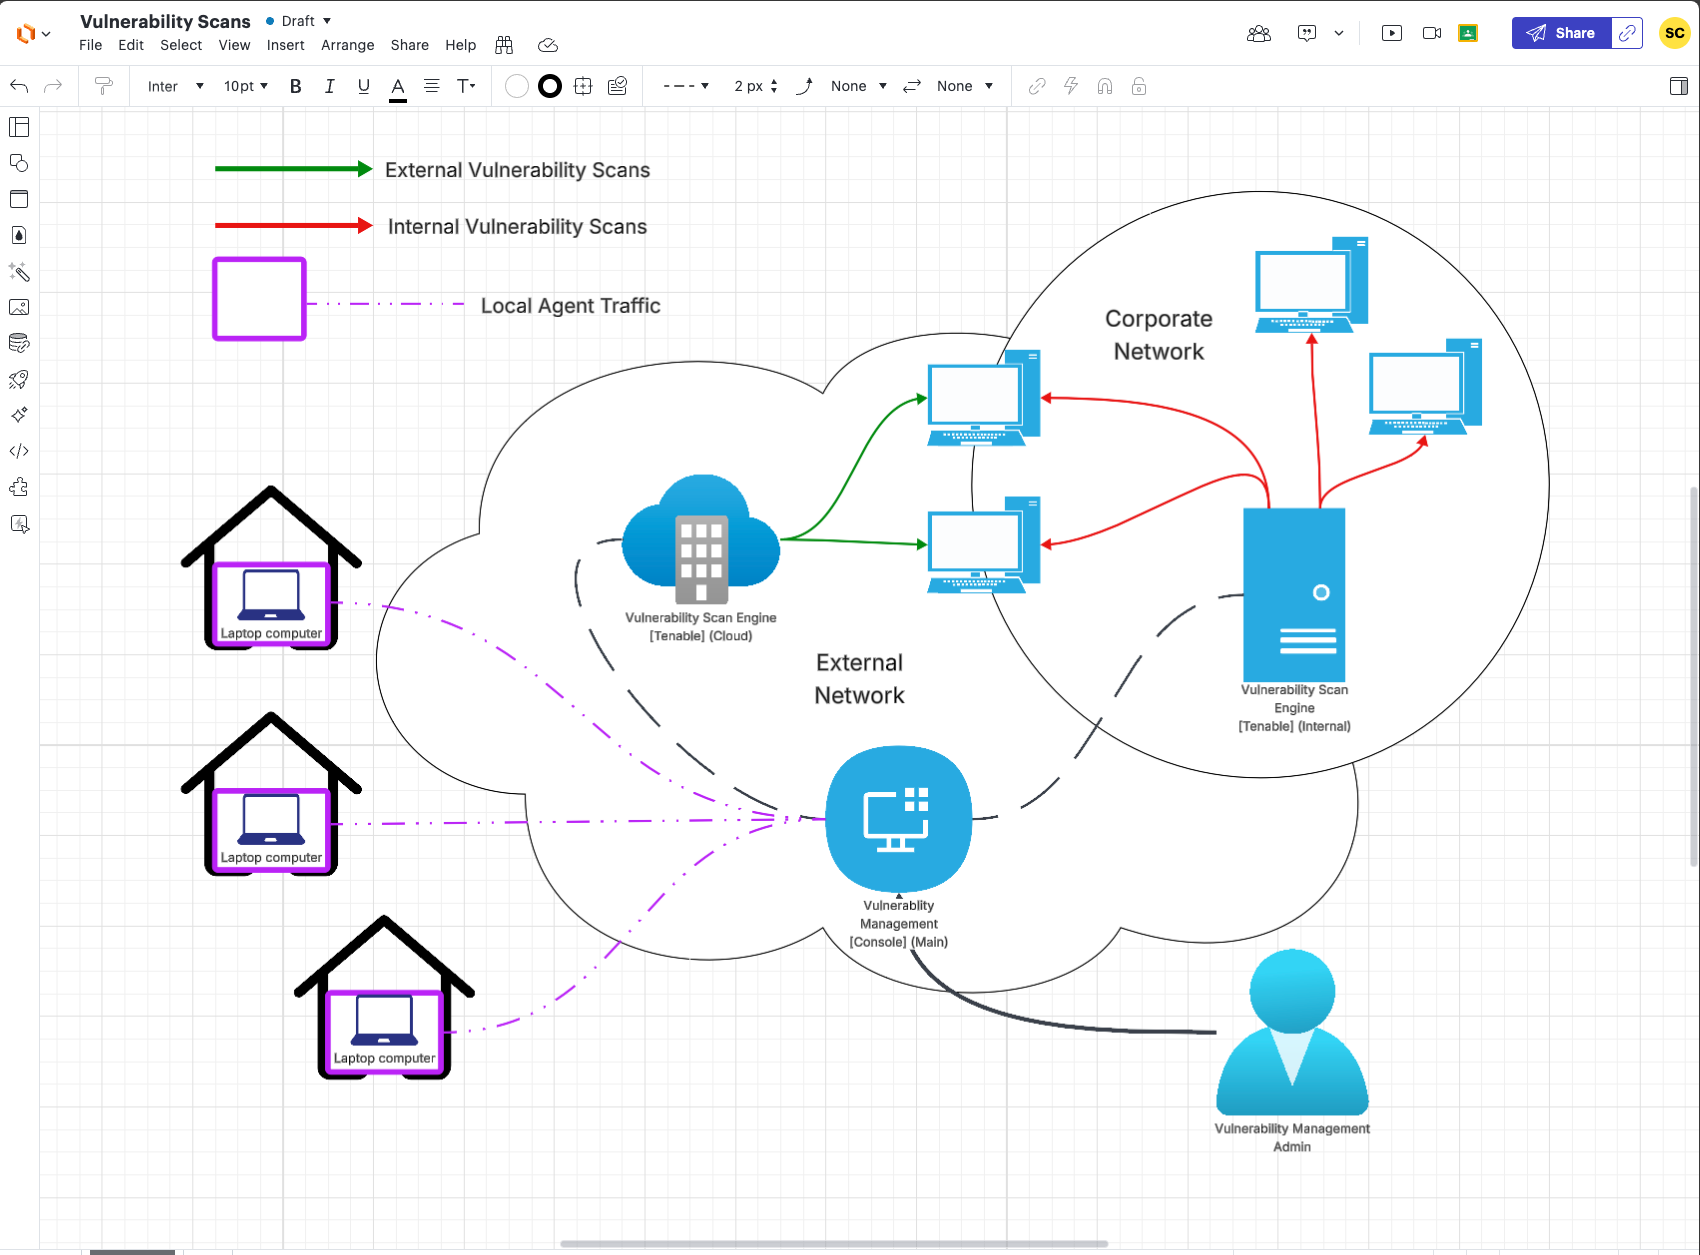 Vulnerability Scans
Draft
File Edit Select View Insert Arrange Share Help
Share
SC
Inter
10pt
B I U A T
2 px
None
None
External Vulnerability Scans
Internal Vulnerability Scans
Local Agent Traffic
Corporate
Network
Vulnerability Scan Engine
[Tenable] (Cloud)
External
Network
Vulnerability Scan
Engine
[Tenable] (Internal)
Laptop computer
Laptop computer
Laptop computer
Vulnerablity
Management
[Console] (Main)
Vulnerability Management
Admin